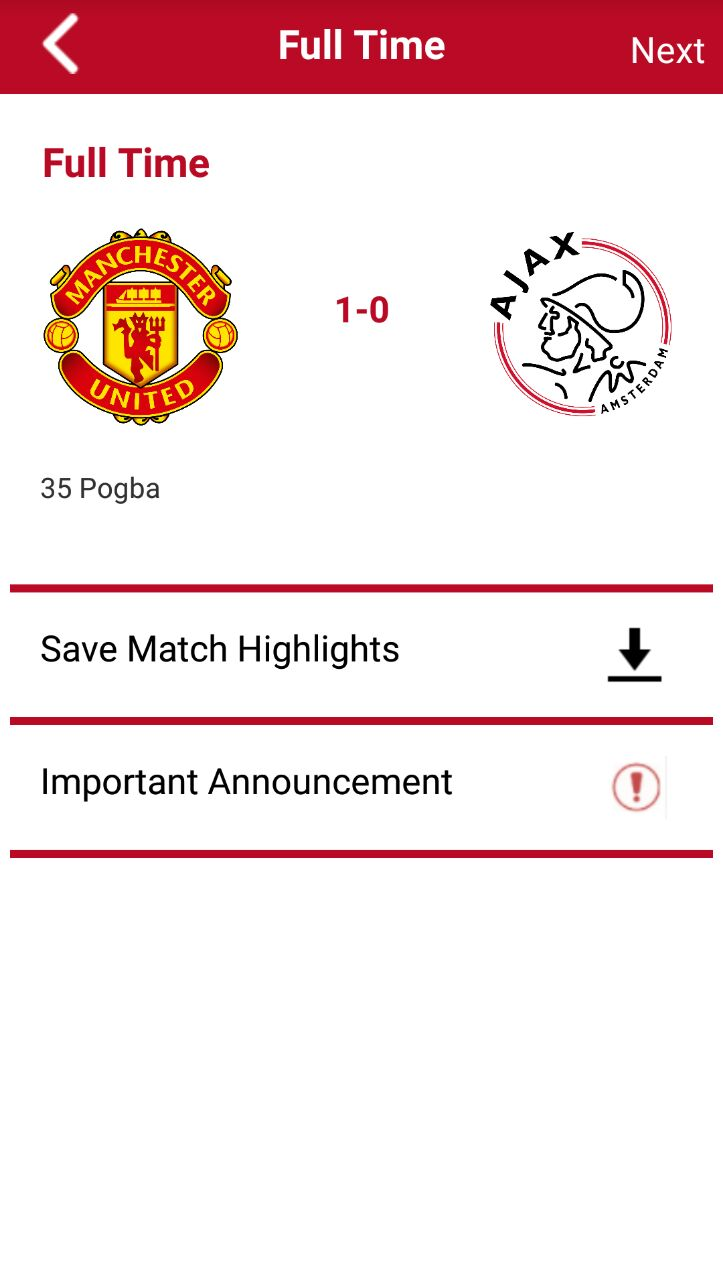 Full Time
Next
Full Time
MANCHESTER
UNITED
1-0
AJAX
AMSTERDAM
35 Pogba
Save Match Highlights
Important Announcement